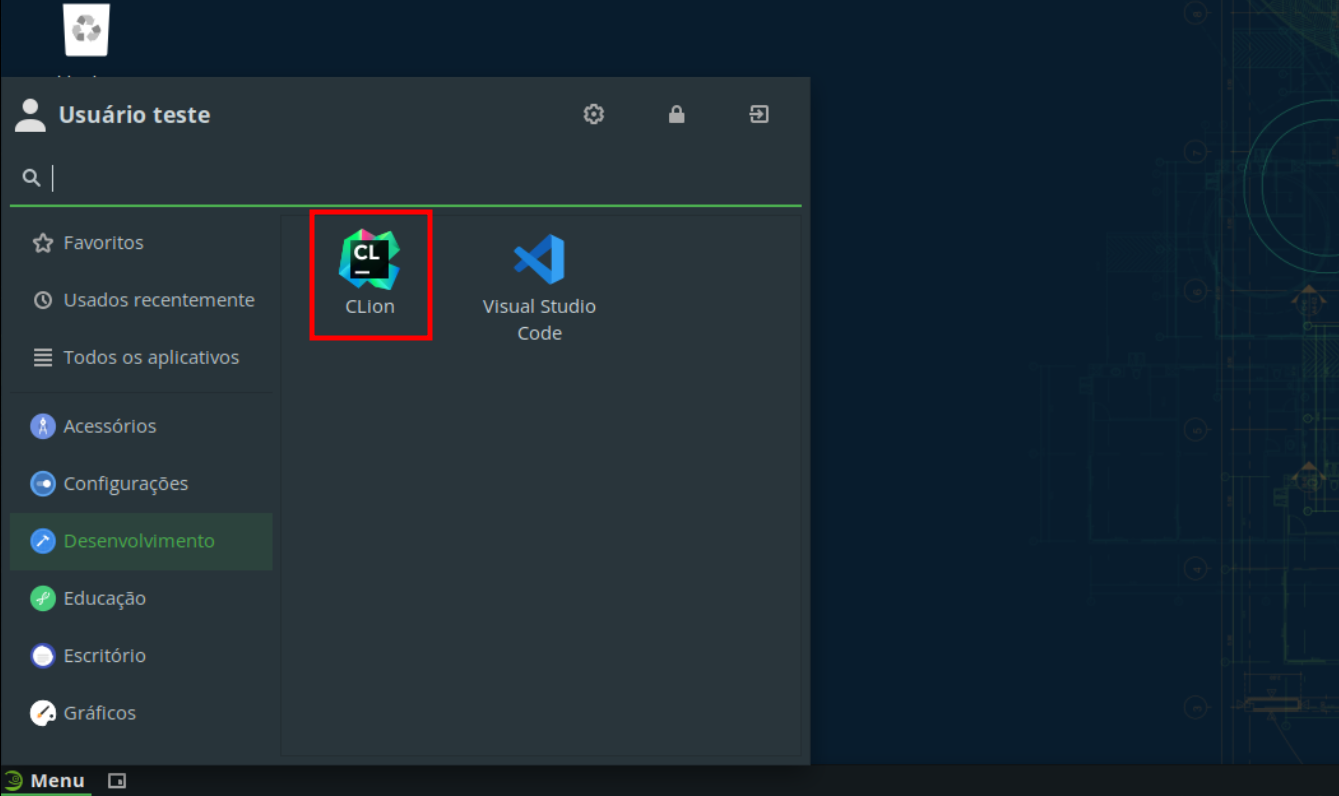 Usuário teste
Favoritos
Usados recentemente
Todos os aplicativos
Acessórios
Configurações
Desenvolvimento
Educação
Escritório
Gráficos
CL
CLion
Visual Studio
Code
Menu